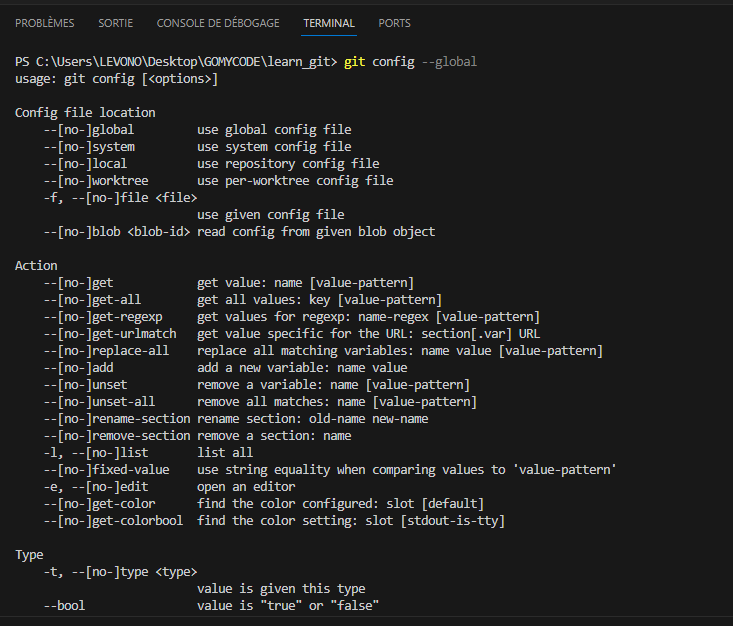 PROBLÈMES SORTIE CONSOLE DE DÉBOGAGE TERMINAL PORTS
PS C:\Users\LEVONO\Desktop\GOMYCODE\learn_git> git config --global
usage: git config [<options>]
Config file location
--[no-]global use global config file
--[no-]system use system config file
--[no-]local use repository config file
--[no-]worktree use per-worktree config file
-f, --[no-]file <file>
use given config file
--[no-]blob <blob-id> read config from given blob object
Action
--[no-]get get value: name [value-pattern]
--[no-]get-all get all values: key [value-pattern]
--[no-]get-regexp get values for regexp: name-regex [value-pattern]
--[no-]get-urlmatch get value specific for the URL: section[.var] URL
--[no-]replace-all replace all matching variables: name value [value-pattern]
--[no-]add add a new variable: name value
--[no-]unset remove a variable: name [value-pattern]
--[no-]unset-all remove all matches: name [value-pattern]
--[no-]rename-section rename section: old-name new-name
--[no-]remove-section remove a section: name
-l, --[no-]list list all
--[no-]fixed-value use string equality when comparing values to 'value-pattern'
-e, --[no-]edit open an editor
--[no-]get-color find the color configured: slot [default]
--[no-]get-colorbool find the color setting: slot [stdout-is-tty]
Type
-t, --[no-]type <type>
value is given this type
--bool value is "true" or "false"